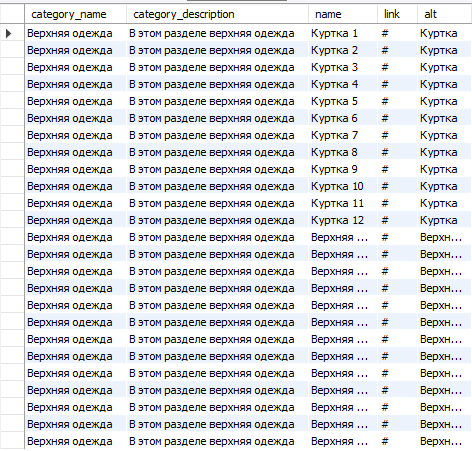 category_name category_description name link alt
Верхняя одежда В этом разделе верхняя одежда Куртка 1 # Куртка
Верхняя одежда В этом разделе верхняя одежда Куртка 2 # Куртка
Верхняя одежда В этом разделе верхняя одежда Куртка 3 # Куртка
Верхняя одежда В этом разделе верхняя одежда Куртка 4 # Куртка
Верхняя одежда В этом разделе верхняя одежда Куртка 5 # Куртка
Верхняя одежда В этом разделе верхняя одежда Куртка 6 # Куртка
Верхняя одежда В этом разделе верхняя одежда Куртка 7 # Куртка
Верхняя одежда В этом разделе верхняя одежда Куртка 8 # Куртка
Верхняя одежда В этом разделе верхняя одежда Куртка 9 # Куртка
Верхняя одежда В этом разделе верхняя одежда Куртка 10 # Куртка
Верхняя одежда В этом разделе верхняя одежда Куртка 11 # Куртка
Верхняя одежда В этом разделе верхняя одежда Куртка 12 # Куртка
Верхняя одежда В этом разделе верхняя одежда Верхняя ... # Верхн...
Верхняя одежда В этом разделе верхняя одежда Верхняя ... # Верхн...
Верхняя одежда В этом разделе верхняя одежда Верхняя ... # Верхн...
Верхняя одежда В этом разделе верхняя одежда Верхняя ... # Верхн...
Верхняя одежда В этом разделе верхняя одежда Верхняя ... # Верхн...
Верхняя одежда В этом разделе верхняя одежда Верхняя ... # Верхн...
Верхняя одежда В этом разделе верхняя одежда Верхняя ... # Верхн...
Верхняя одежда В этом разделе верхняя одежда Верхняя ... # Верхн...
Верхняя одежда В этом разделе верхняя одежда Верхняя ... # Верхн...
Верхняя одежда В этом разделе верхняя одежда Верхняя ... # Верхн...
Верхняя одежда В этом разделе верхняя одежда Верхняя ... # Верхн...
Верхняя одежда В этом разделе верхняя одежда Верхняя ... # Верхн...
Верхняя одежда В этом разделе верхняя одежда Верхняя ... # Верхн...